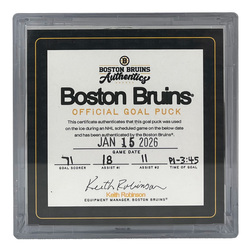 B
BOSTON BRUINS
Authentics
Boston Bruins®
OFFICIAL GOAL PUCK
This certificate authenticates that this goal puck was used
on the ice during an NHL scheduled game on the below date
and has been authenticated by the Boston Bruins.
JAN 15 2026
GAME DATE
71 18 11 P1-3:45
GOAL SCORER ASSIST #1 ASSIST #2 TIME OF GOAL
Keith Robinson
Keith Robinson
EQUIPMENT MANAGER, BOSTON BRUINS